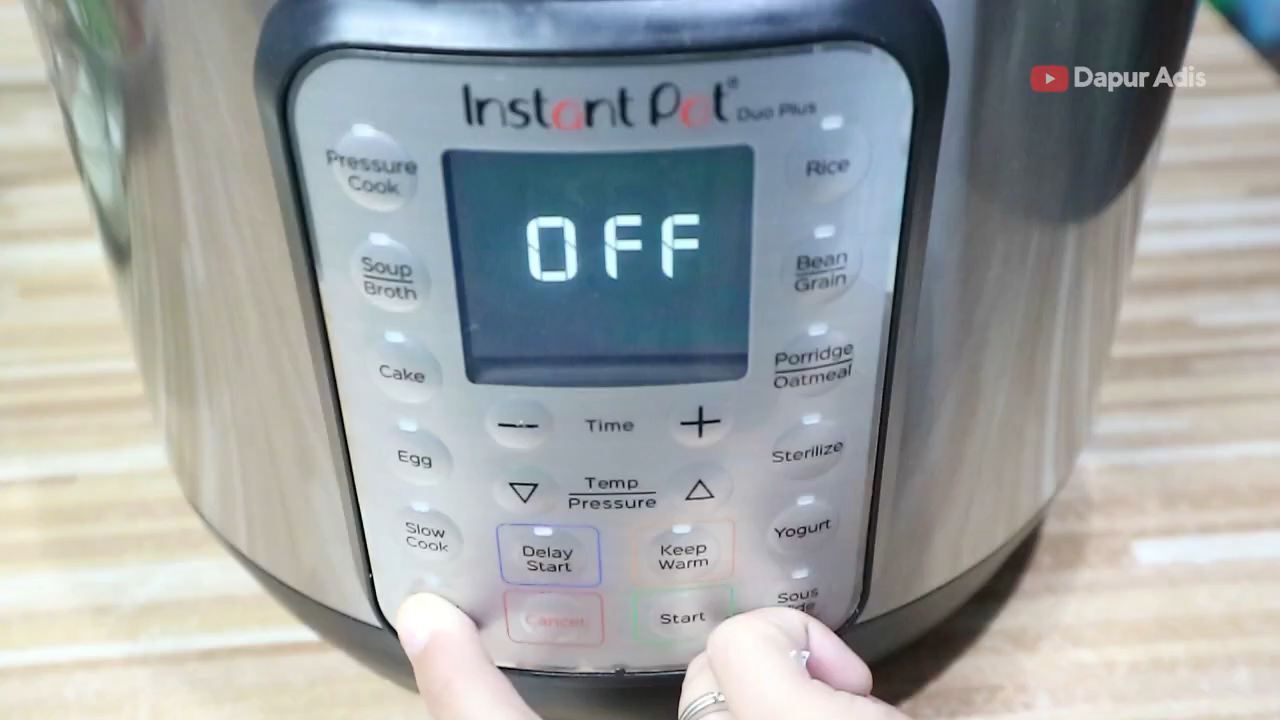 Dapur Adis
Instant Pot® Duo Plus
OFF
Pressure
Cook
Soup
Broth
Cake
Egg
Slow
Cook
Rice
Bean
Grain
Porridge
Oatmeal
Sterilize
Yogurt
Sous
− Time +
Temp
Pressure
Delay
Start
Keep
Warm
Cancel
Start